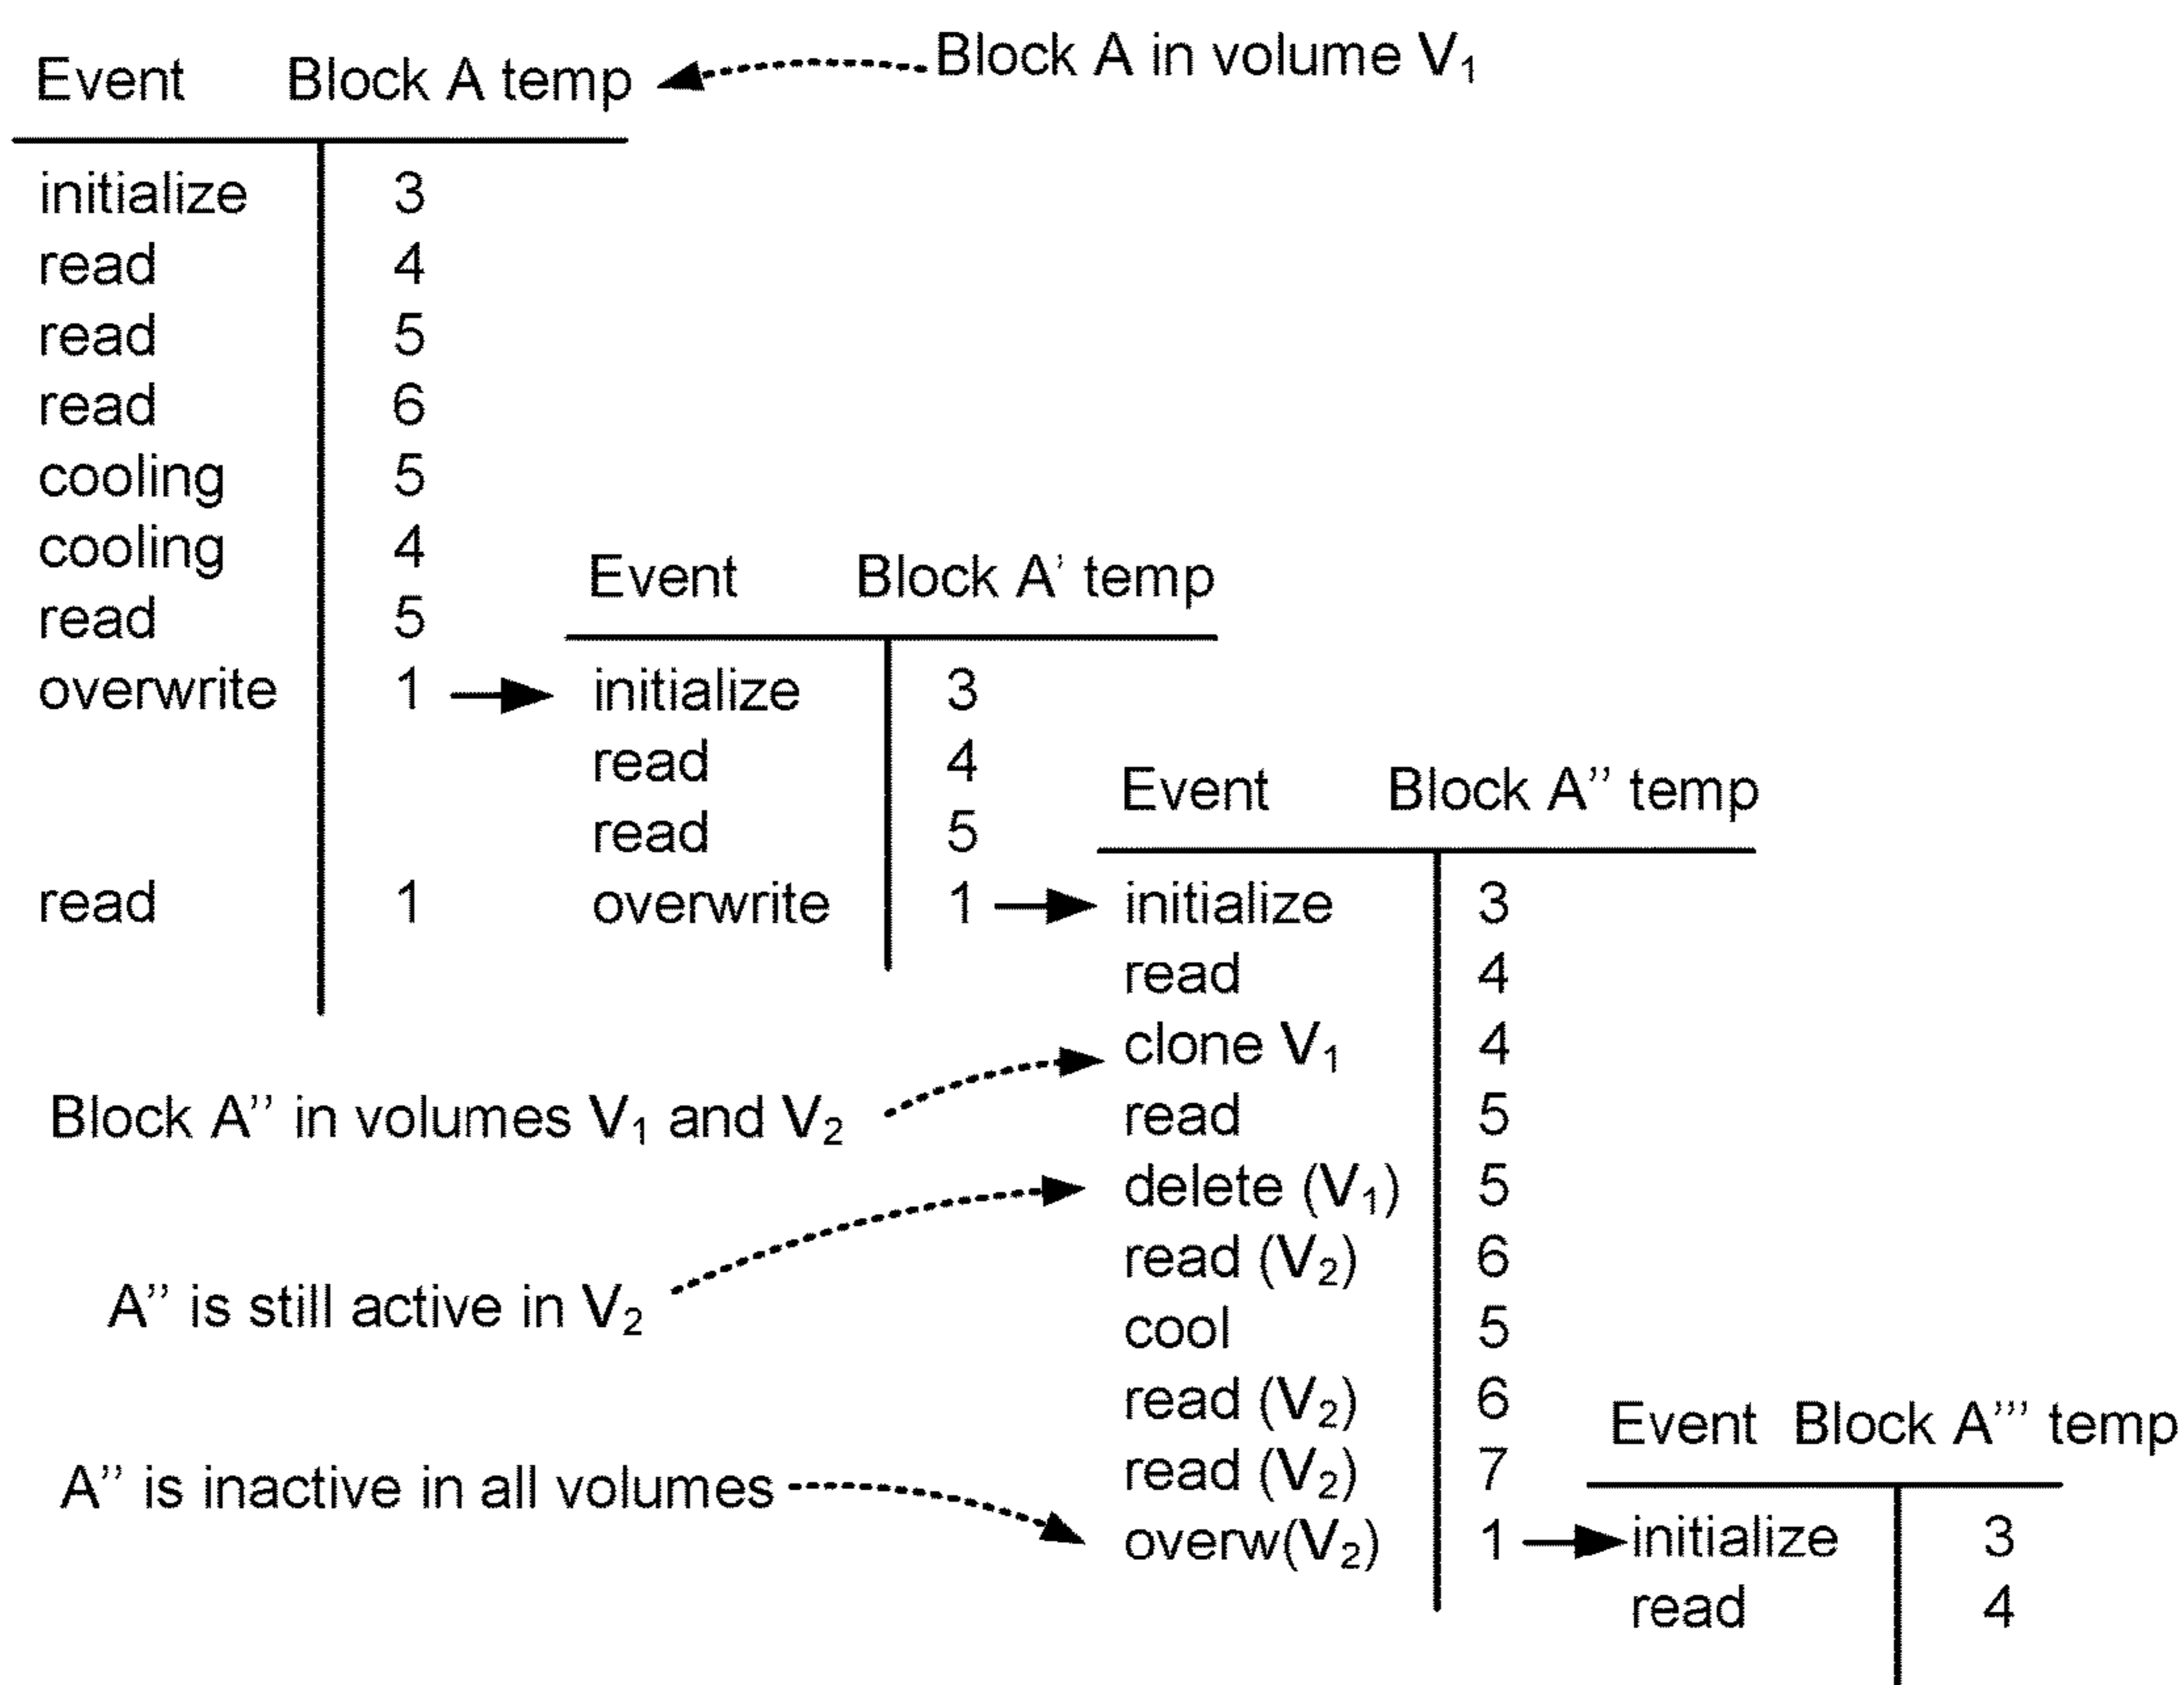 Block A in volume V₁
Event Block A temp
initialize 3
read 4
read 5
read 6
cooling 5
cooling 4
read 5
overwrite 1
read 1
Event Block A' temp
initialize 3
read 4
read 5
overwrite 1
Event Block A'' temp
initialize 3
read 4
clone V₁ 4
read 5
delete (V₁) 5
read (V₂) 6
cool 5
read (V₂) 6
read (V₂) 7
overw(V₂) 1
Block A'' in volumes V₁ and V₂
A'' is still active in V₂
A'' is inactive in all volumes
Event Block A''' temp
initialize 3
read 4